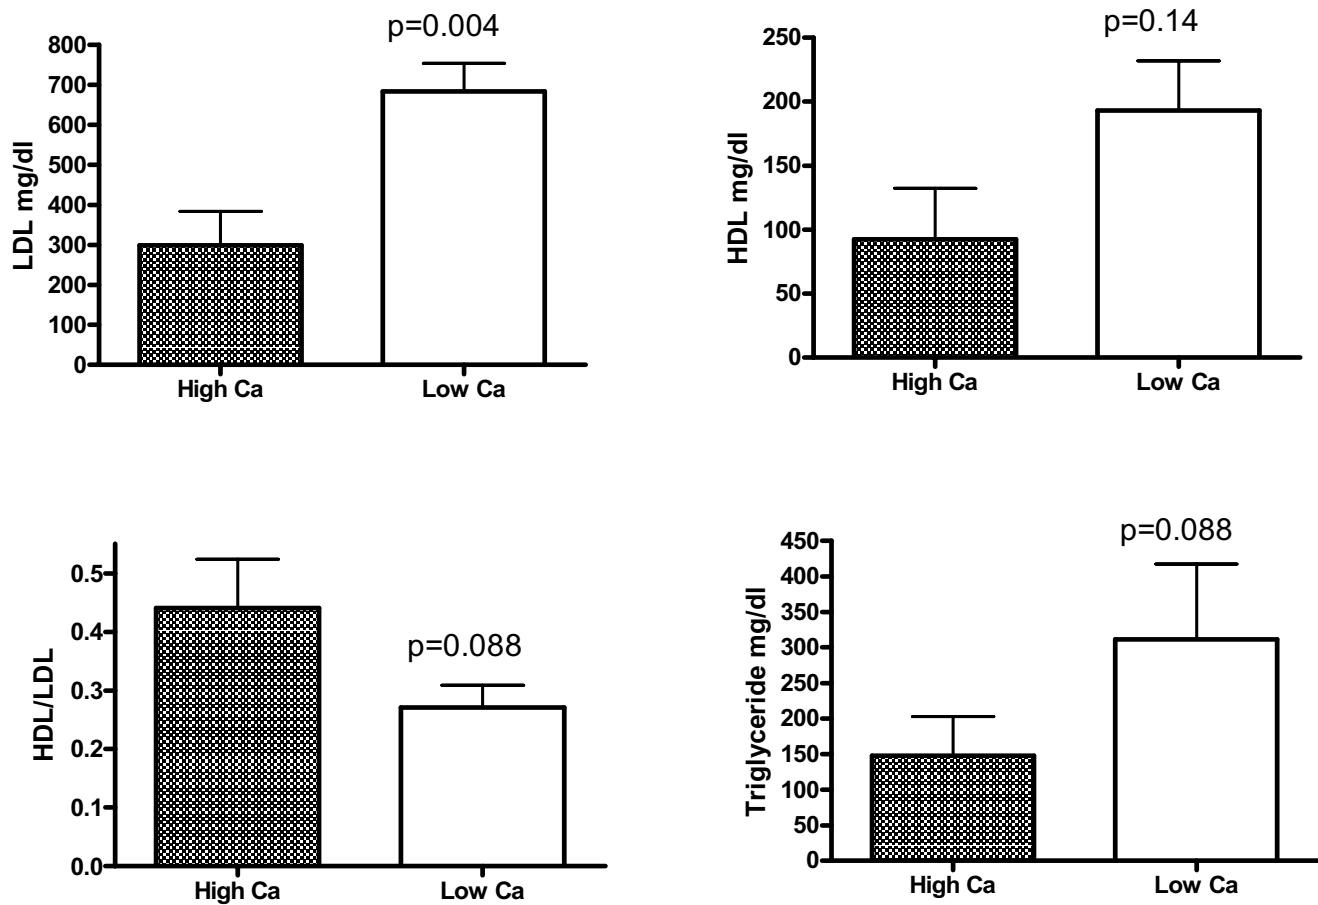 p=0.004
LDL mg/dl
800
700
600
500
400
300
200
100
0
High Ca Low Ca
p=0.14
HDL mg/dl
250
200
150
100
50
0
High Ca Low Ca
HDL/LDL
0.5
0.4
0.3
0.2
0.1
0.0
p=0.088
High Ca Low Ca
p=0.088
Triglyceride mg/dl
450
400
350
300
250
200
150
100
50
0
High Ca Low Ca